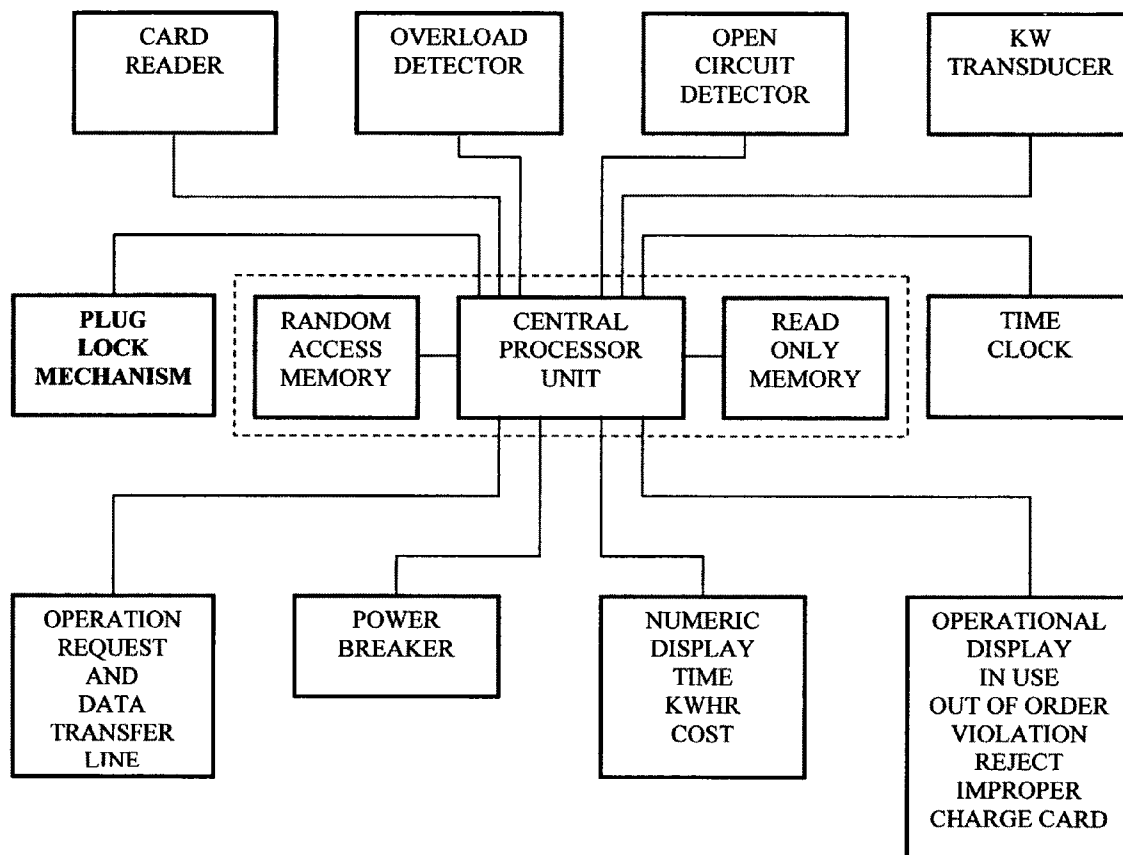 CARD
READER
OVERLOAD
DETECTOR
OPEN
CIRCUIT
DETECTOR
KW
TRANSDUCER
PLUG
LOCK
MECHANISM
RANDOM
ACCESS
MEMORY
CENTRAL
PROCESSOR
UNIT
READ
ONLY
MEMORY
TIME
CLOCK
OPERATION
REQUEST
AND
DATA
TRANSFER
LINE
POWER
BREAKER
NUMERIC
DISPLAY
TIME
KWHR
COST
OPERATIONAL
DISPLAY
IN USE
OUT OF ORDER
VIOLATION
REJECT
IMPROPER
CHARGE CARD